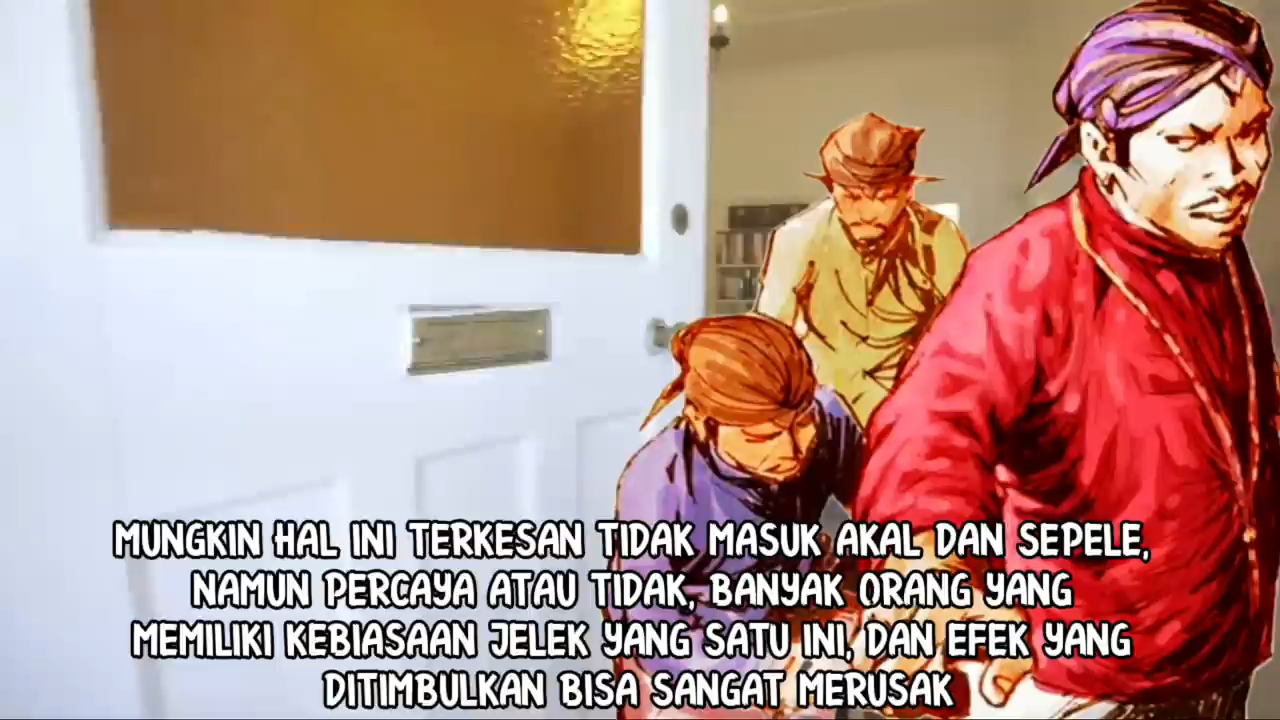 MUNGKIN HAL INI TERKESAN TIDAK MASUK AKAL DAN SEPELE,
NAMUN PERCAYA ATAU TIDAK, BANYAK ORANG YANG
MEMILIKI KEBIASAAN JELEK YANG SATU INI, DAN EFEK YANG
DITIMBULKAN BISA SANGAT MERUSAK